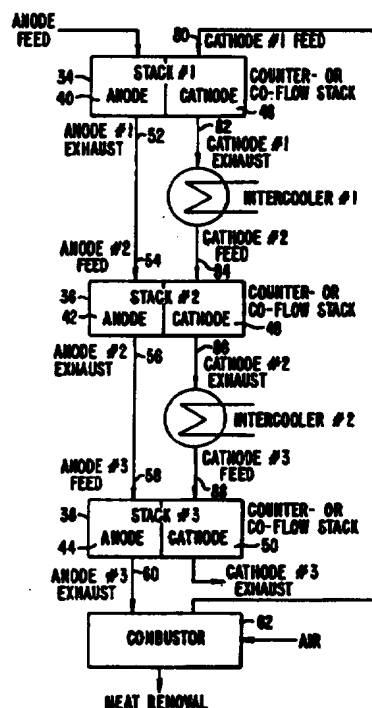 ANODE
FEED
80
CATHODE #1 FEED
34
STACK #1
COUNTER- OR
CO-FLOW STACK
40
ANODE
CATHODE
46
ANODE #1
EXHAUST
52
82
CATHODE #1
EXHAUST
INTERCOOLER #1
ANODE #2
FEED
54
CATHODE #2
FEED
84
36
STACK #2
COUNTER- OR
CO-FLOW STACK
42
ANODE
CATHODE
48
ANODE #2
EXHAUST
56
86
CATHODE #2
EXHAUST
INTERCOOLER #2
ANODE #3
FEED
58
CATHODE #3
FEED
88
38
STACK #3
COUNTER- OR
CO-FLOW STACK
44
ANODE
CATHODE
50
ANODE #3
EXHAUST
60
CATHODE #3
EXHAUST
COMBUSTOR
62
AIR
HEAT REMOVAL